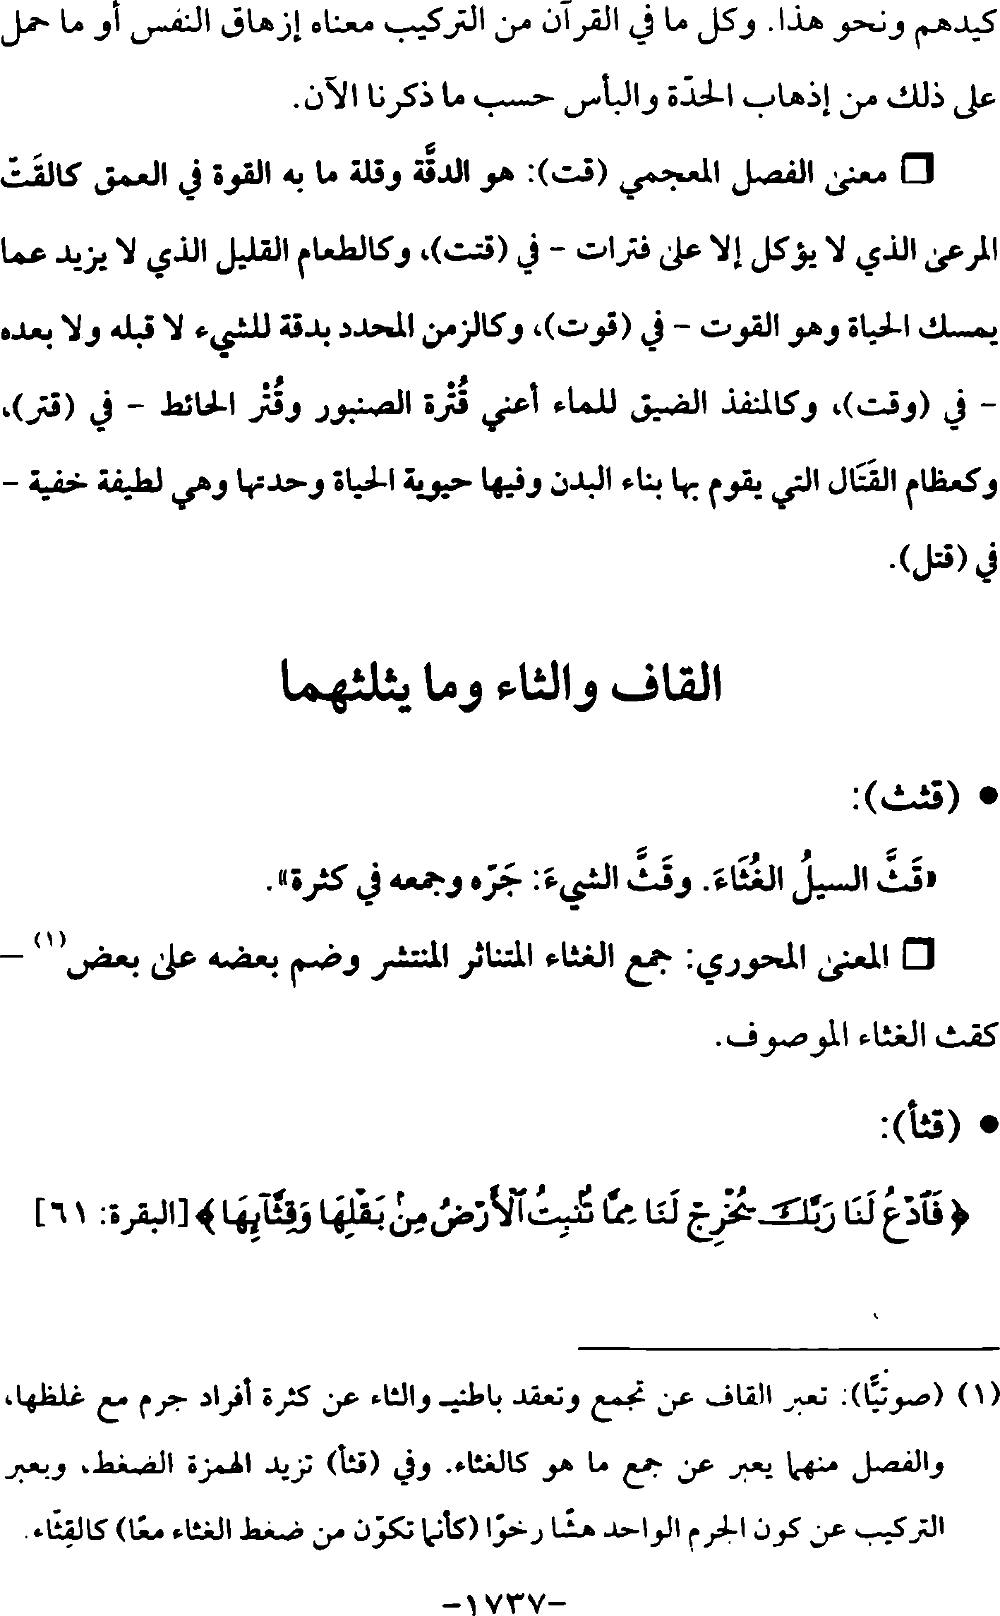 كيدهم ونحو هذا. وكل ما في القرآن من التركيب معناه إزهاق النفس أو ما حمل
على ذلك من إذهاب الحدّة والبأس حسب ما ذكرنا الآن.
❒ معنى الفصل المعجمي (قت): هو الدقَّة وقلة ما به القوة في العمق كالقَتّ
المرعى الذي لا يؤكل إلا على فترات - في (قتت)، وكالطعام القليل الذي لا يزيد عما
يمسك الحياة وهو القوت - في (قوت)، وكالزمن المحدد بدقة للشيء لا قبله ولا بعده
- في (وقت)، وكالمنفذ الضيق للماء أعني قُتْرة الصنبور وقُتْر الحائط - في (قتر)،
وكعظام القَتَال التي يقوم بها بناء البدن وفيها حيوية الحياة وحدتها وهي لطيفة خفية -
في (قتل).
القاف والثاء وما يثلثهما
• (قثث):
«قَثَّ السيلُ الغُثَاءَ. وقَثَّ الشيءَ: جَرّه وجمعه في كثرة».
❒ المعنى المحوري: جمع الغثاء المتناثر المنتشر وضم بعضه على بعض(١) –
كقث الغثاء الموصوف.
• (قثأ):
﴿فَٱدْعُ لَنَا رَبَّكَ يُخْرِجْ لَنَا مِمَّا تُنۢبِتُ ٱلْأَرْضُ مِنۢ بَقْلِهَا وَقِثَّآئِهَا﴾ [البقرة: ٦١]
(١) (صوتيًّا): تعبر القاف عن تجمع وتعقد باطنيـ والثاء عن كثرة أفراد جرم مع غلظها،
والفصل منهما يعبر عن جمع ما هو كالغثاء. وفي (قثأ) تزيد الهمزة الضغط، ويعبر
التركيب عن كون الجرم الواحد هشًّا رخوًا (كأنما تكوّن من ضغط الغثاء معًا) كالقِثّاء.
-١٧٣٧-